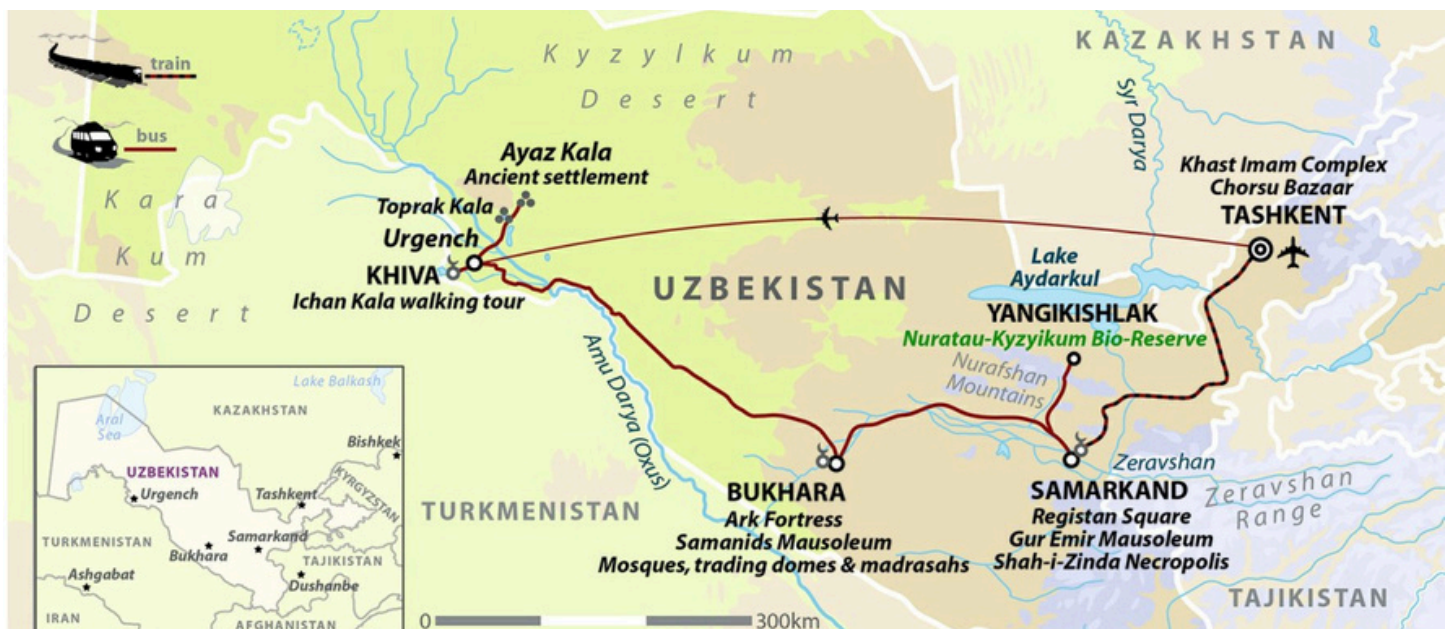 train
bus
Kyzylkum
Desert
KAZAKHSTAN
Syr Darya
Kara
Kum
Desert
Ayaz Kala
Ancient settlement
Toprak Kala
Urgench
KHIVA
Ichan Kala walking tour
Khast Imam Complex
Chorsu Bazaar
TASHKENT
UZBEKISTAN
Lake
Aydarkul
YANGIKISHLAK
Nuratau-Kyzyikum Bio-Reserve
Nurafshan
Mountains
Amu Darya (Oxus)
TURKMENISTAN
BUKHARA
Ark Fortress
Samanids Mausoleum
Mosques, trading domes & madrasahs
SAMARKAND
Registan Square
Gur Emir Mausoleum
Shah-i-Zinda Necropolis
Zeravshan
Zeravshan
Range
TAJIKISTAN
0 300km
Lake Balkash
KAZAKHSTAN
Aral
Sea
Bishkek
UZBEKISTAN
KYRGYZSTAN
Urgench
Tashkent
Samarkand
TURKMENISTAN
Bukhara
TAJIKISTAN
Ashgabat
Dushanbe
IRAN
AFGHANISTAN